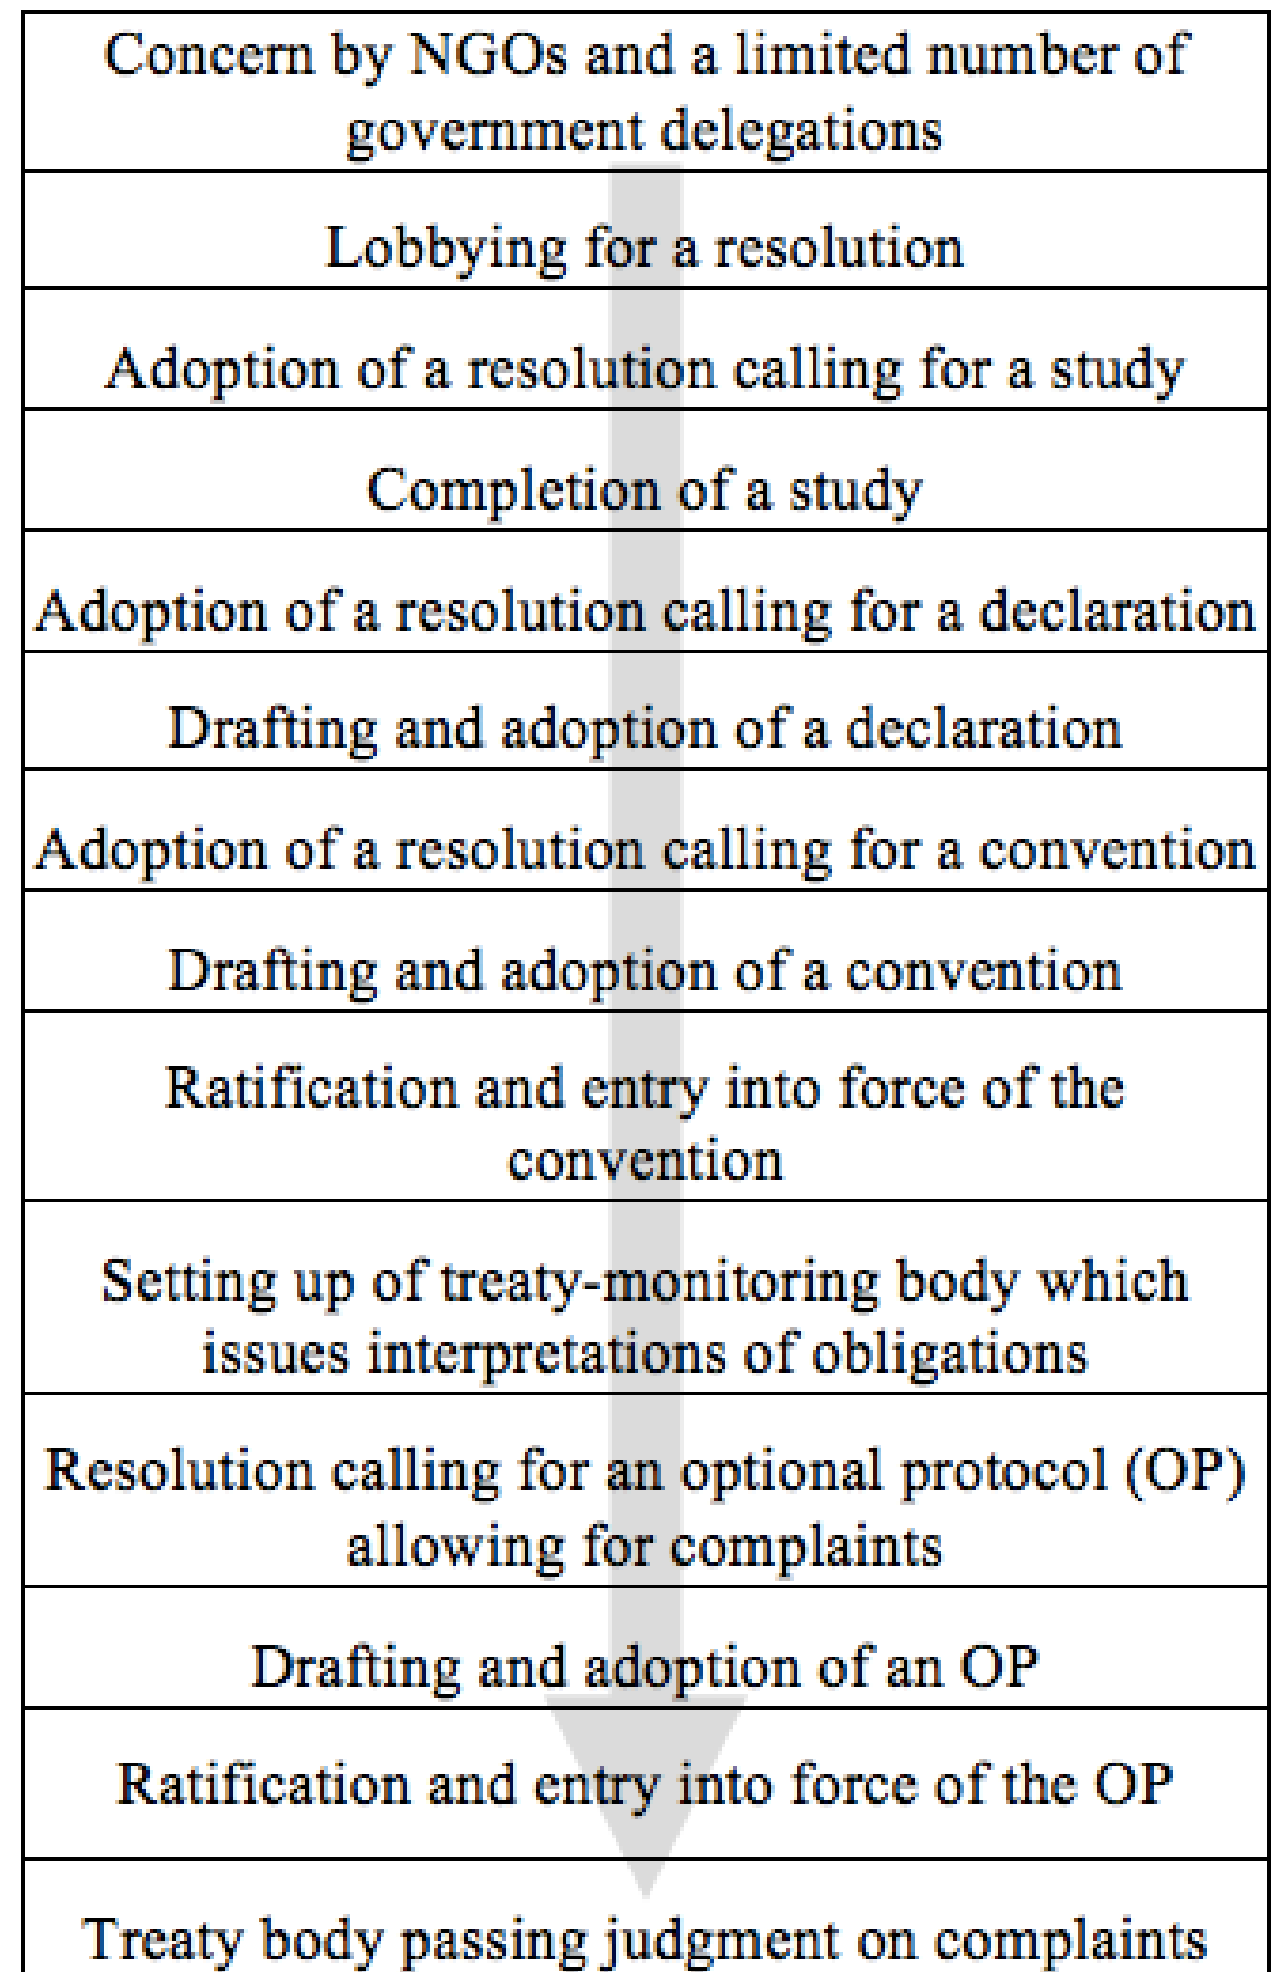 Concern by NGOs and a limited number of
government delegations
Lobbying for a resolution
Adoption of a resolution calling for a study
Completion of a study
Adoption of a resolution calling for a declaration
Drafting and adoption of a declaration
Adoption of a resolution calling for a convention
Drafting and adoption of a convention
Ratification and entry into force of the
convention
Setting up of treaty-monitoring body which
issues interpretations of obligations
Resolution calling for an optional protocol (OP)
allowing for complaints
Drafting and adoption of an OP
Ratification and entry into force of the OP
Treaty body passing judgment on complaints